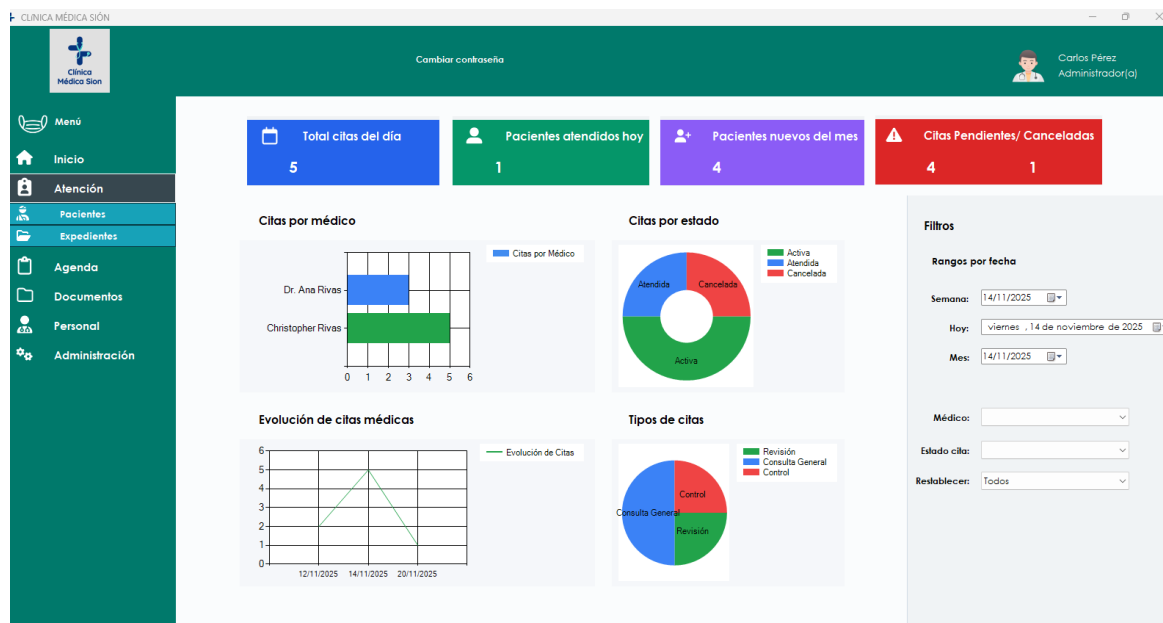 CLÍNICA MÉDICA SIÓN
Clínica
Médica Sion
Cambiar contraseña
Carlos Pérez
Administrador(a)
Menú
Inicio
Atención
Pacientes
Expedientes
Agenda
Documentos
Personal
Administración
Total citas del día
5
Pacientes atendidos hoy
1
Pacientes nuevos del mes
4
Citas Pendientes/ Canceladas
4 1
Citas por médico
Citas por Médico
Dr. Ana Rivas
Christopher Rivas
0 1 2 3 4 5 6
Citas por estado
Activa
Atendida
Cancelada
Atendida
Cancelada
Activa
Evolución de citas médicas
Evolución de Citas
6
5
4
3
2
1
0
12/11/2025 14/11/2025 20/11/2025
Tipos de citas
Revisión
Consulta General
Control
Control
Consulta General
Revisión
Filtros
Rangos por fecha
Semana: 14/11/2025
Hoy: viernes , 14 de noviembre de 2025
Mes: 14/11/2025
Médico:
Estado cita:
Restablecer: Todos